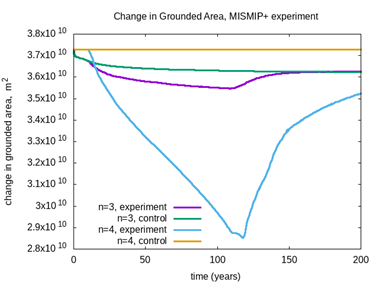 Change in Grounded Area, MISMIP+ experiment
3.8x10^10
3.7x10^10
3.6x10^10
3.5x10^10
3.4x10^10
3.3x10^10
3.2x10^10
3.1x10^10
3x10^10
2.9x10^10
2.8x10^10
change in grounded area, m^2
n=3, experiment
n=3, control
n=4, experiment
n=4, control
0 50 100 150 200
time (years)